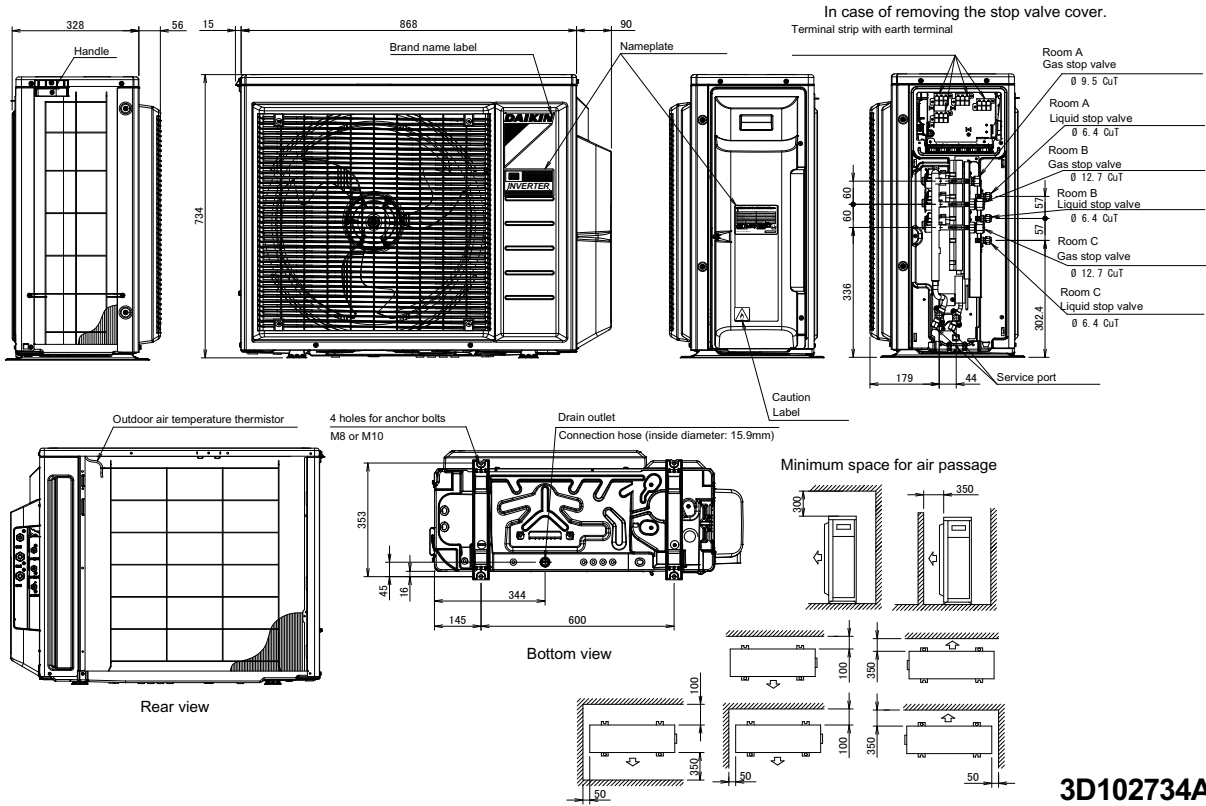 15
868
90
328
56
In case of removing the stop valve cover.
Terminal strip with earth terminal
Handle
Brand name label
Nameplate
Room A
Gas stop valve
Ø 9.5 CuT
Room A
Liquid stop valve
Ø 6.4 CuT
Room B
Gas stop valve
Ø 12.7 CuT
Room B
Liquid stop valve
Ø 6.4 CuT
Room C
Gas stop valve
Ø 12.7 CuT
Room C
Liquid stop valve
Ø 6.4 CuT
DAIKIN
INVERTER
734
60
60
336
57
57
302.4
179
44
Service port
Caution
Label
Outdoor air temperature thermistor
Rear view
4 holes for anchor bolts
M8 or M10
Drain outlet
Connection hose (inside diameter: 15.9mm)
353
45
16
344
145
600
Bottom view
Minimum space for air passage
300
350
100
350
100
350
50
100
50
350
50
3D102734A